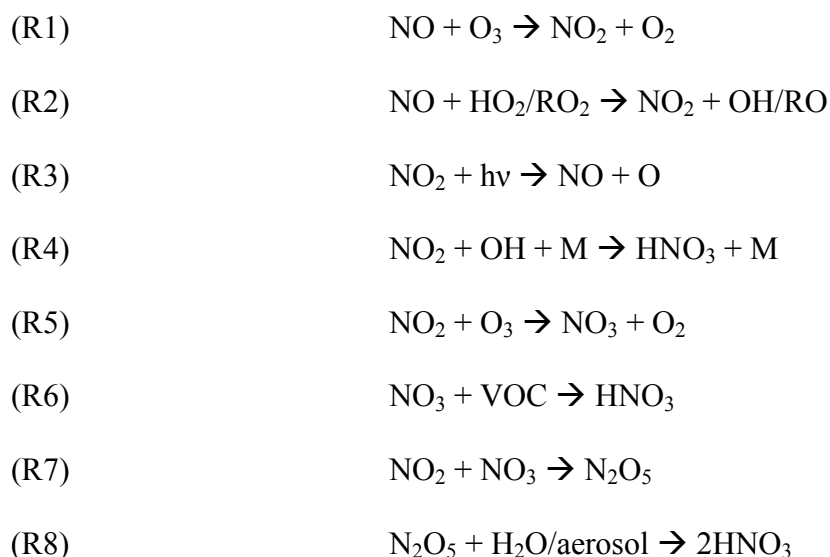 (R1) NO + O₃ → NO₂ + O₂
(R2) NO + HO₂/RO₂ → NO₂ + OH/RO
(R3) NO₂ + hν → NO + O
(R4) NO₂ + OH + M → HNO₃ + M
(R5) NO₂ + O₃ → NO₃ + O₂
(R6) NO₃ + VOC → HNO₃
(R7) NO₂ + NO₃ → N₂O₅
(R8) N₂O₅ + H₂O/aerosol → 2HNO₃